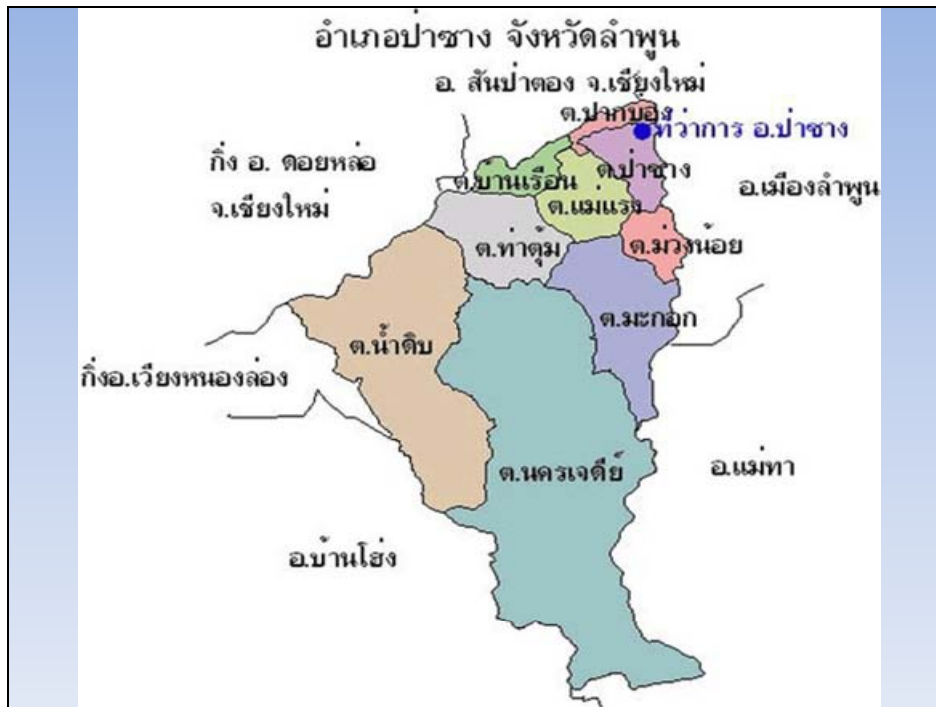 อำเภอป่าซาง จังหวัดลำพูน
อ. สันป่าตอง จ.เชียงใหม่
ต.ปากบ่อง
ที่ว่าการ อ.ป่าซาง
กิ่ง อ. ดอยหล่อ
จ.เชียงใหม่
ต.บ้านเรือน
ต.ป่าซาง
อ.เมืองลำพูน
ต.แม่แรง
ต.ท่าตุ้ม
ต.ม่วงน้อย
ต.มะกอก
ต.น้ำดิบ
กิ่งอ.เวียงหนองล่อง
ต.นครเจดีย์
อ.แม่ทา
อ.บ้านโฮ่ง